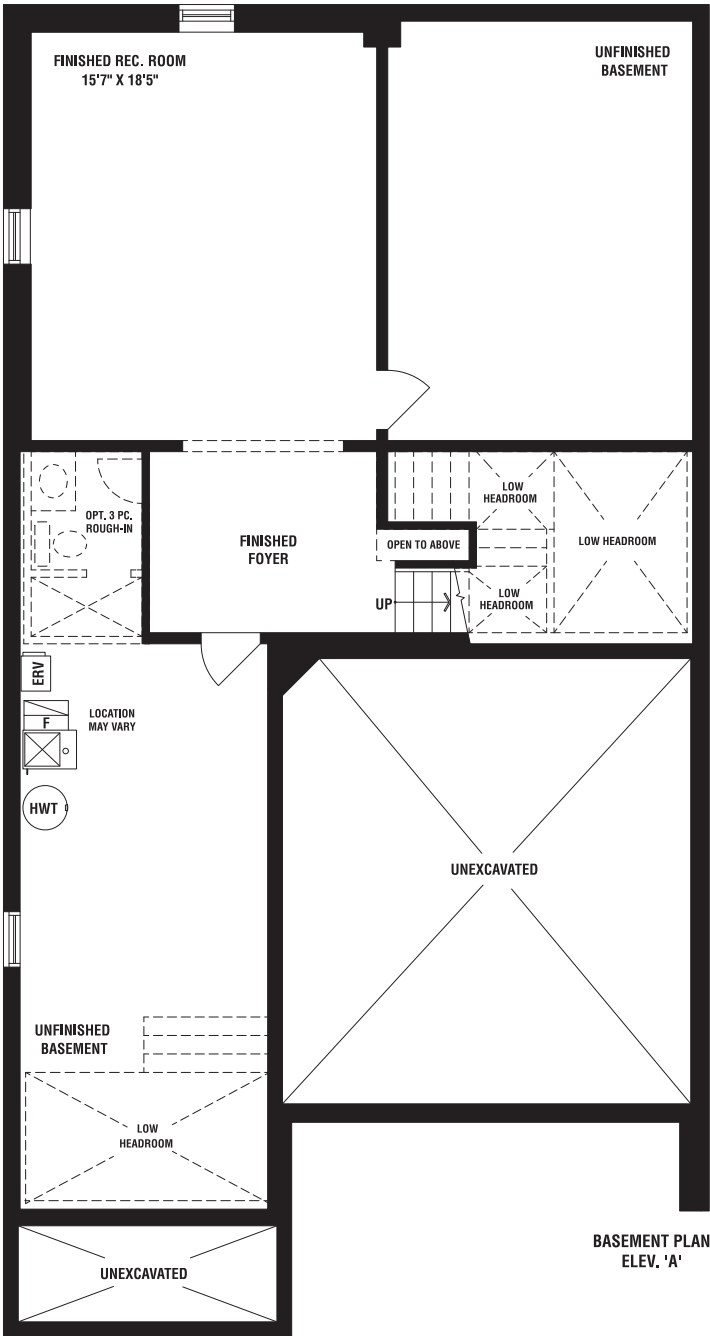 FINISHED REC. ROOM
15'7" X 18'5"
UNFINISHED
BASEMENT
OPT. 3 PC.
ROUGH-IN
FINISHED
FOYER
LOW
HEADROOM
OPEN TO ABOVE
LOW HEADROOM
UP
LOW
HEADROOM
ERV
F
LOCATION
MAY VARY
HWT
UNEXCAVATED
UNFINISHED
BASEMENT
LOW
HEADROOM
UNEXCAVATED
BASEMENT PLAN
ELEV. 'A'